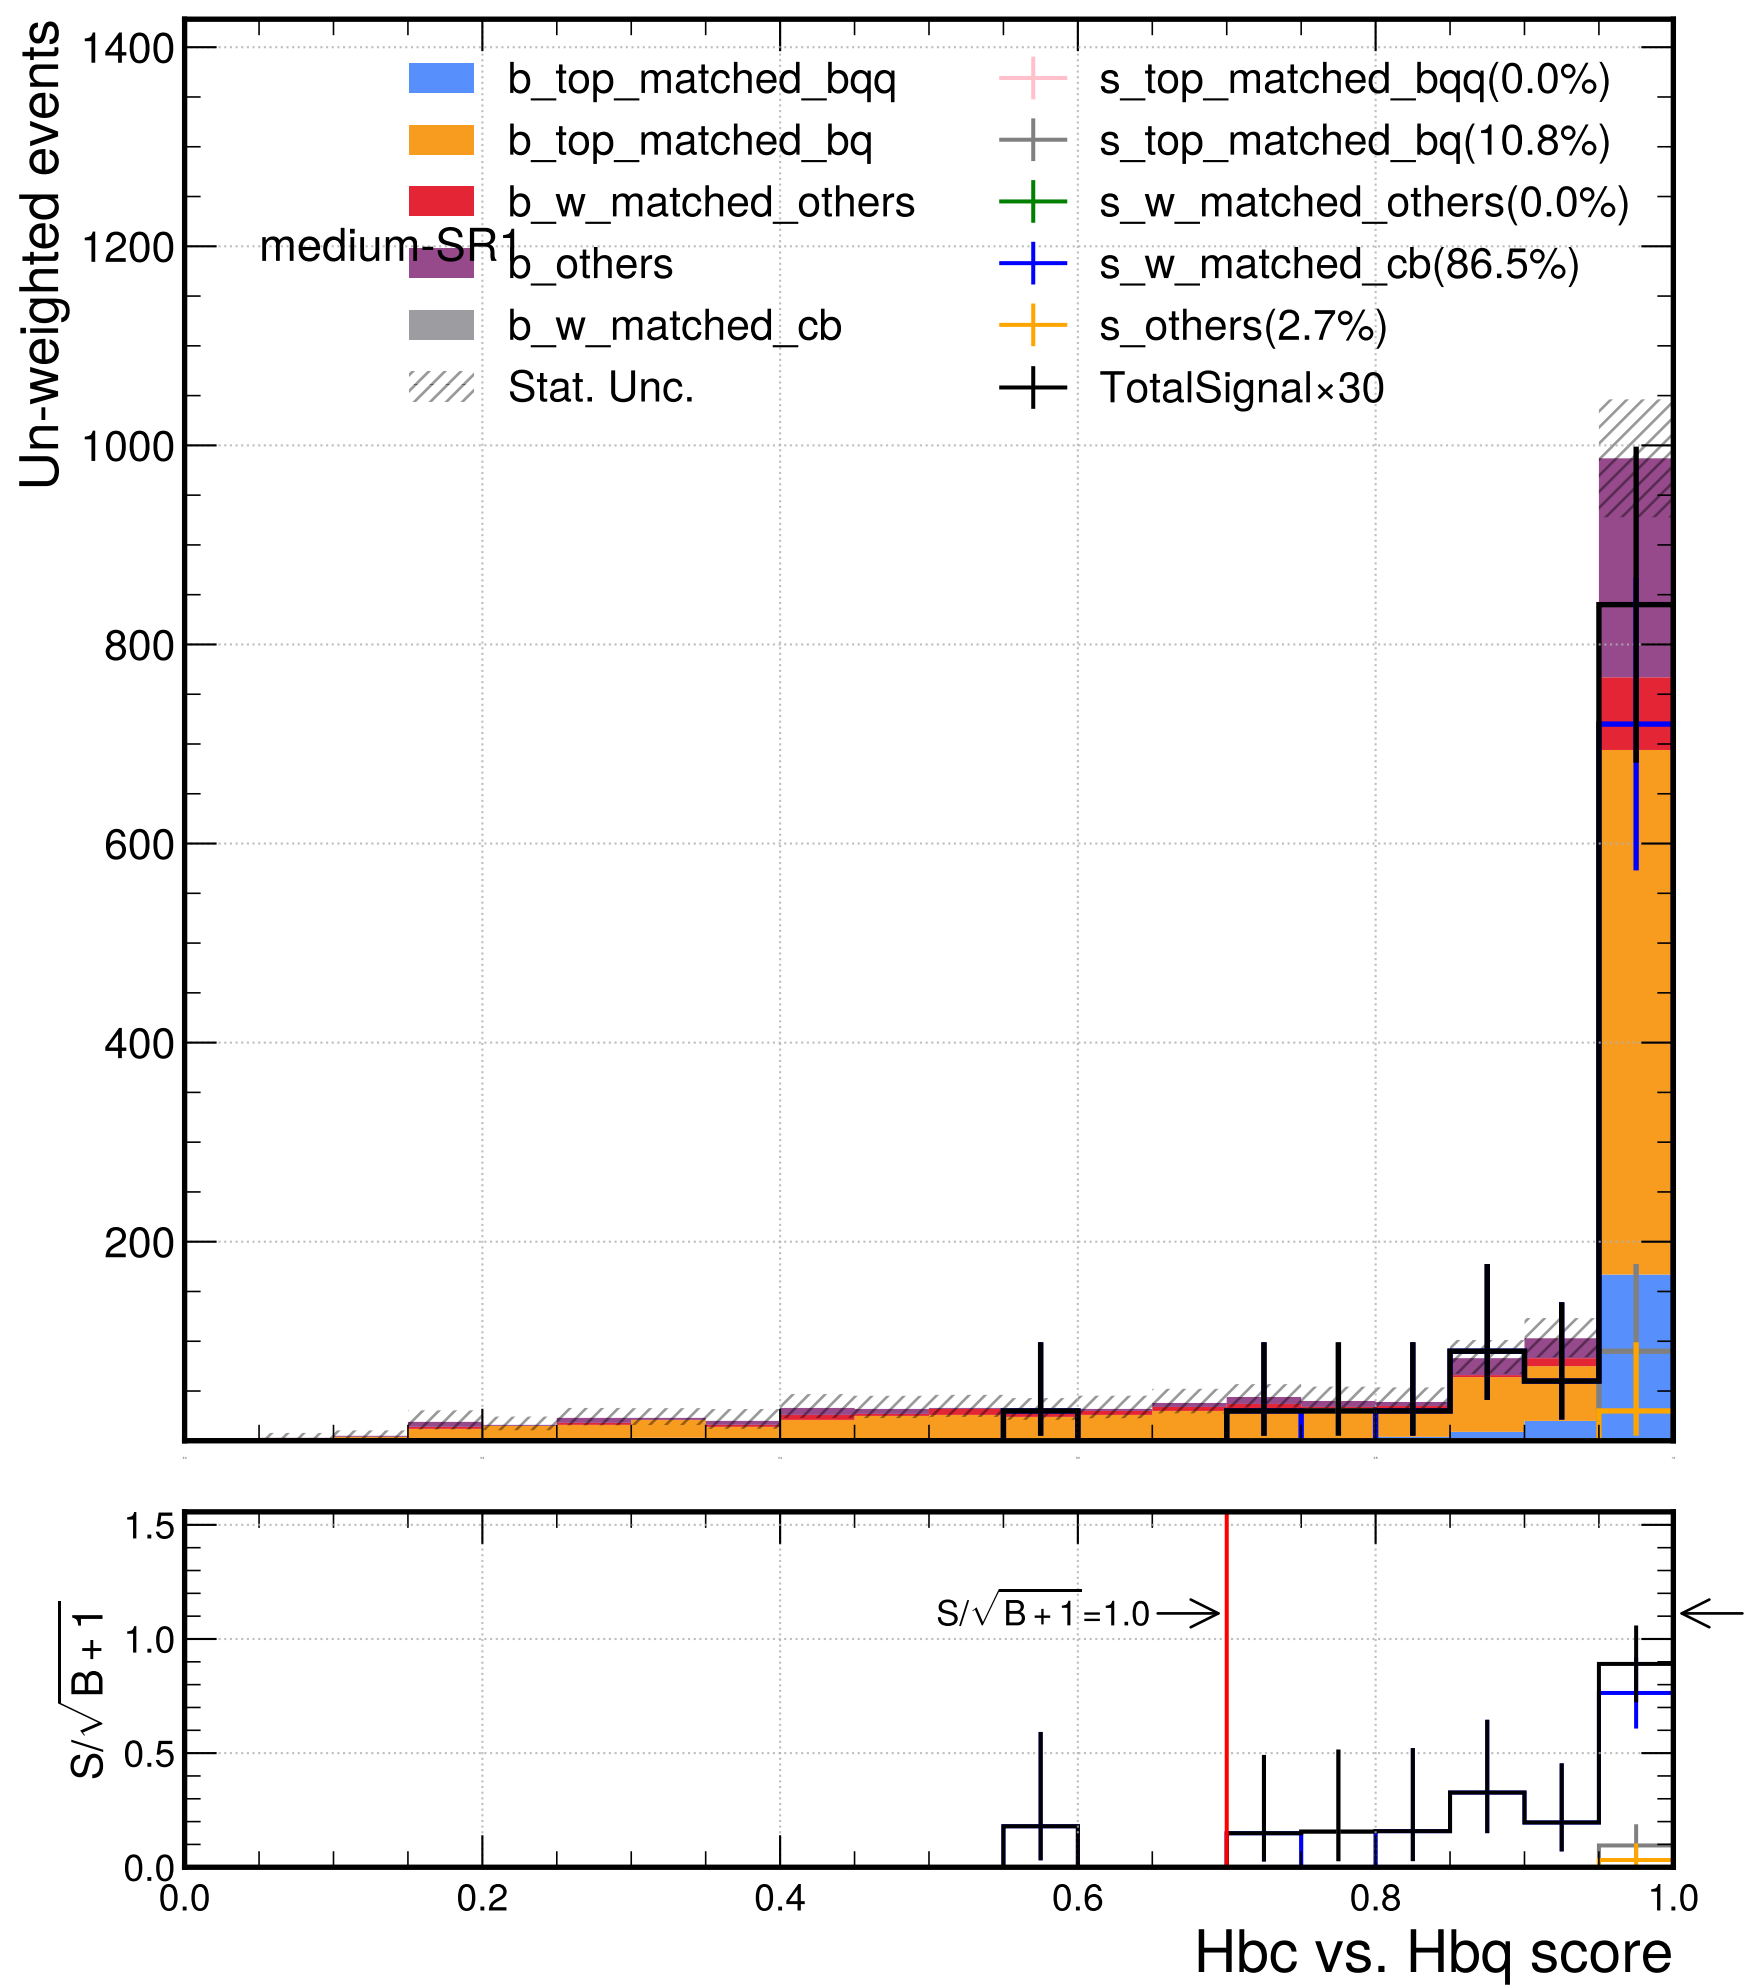 Un-weighted events
1400
1200
1000
800
600
400
200
b_top_matched_bqq
b_top_matched_bq
b_w_matched_others
b_others
b_w_matched_cb
Stat. Unc.
s_top_matched_bqq(0.0%)
s_top_matched_bq(10.8%)
s_w_matched_others(0.0%)
s_w_matched_cb(86.5%)
s_others(2.7%)
TotalSignal×30
medium-SR1
S/√B + 1
1.5
1.0
0.5
0.0
S/√B + 1=1.0
0.0 0.2 0.4 0.6 0.8 1.0
Hbc vs. Hbq score